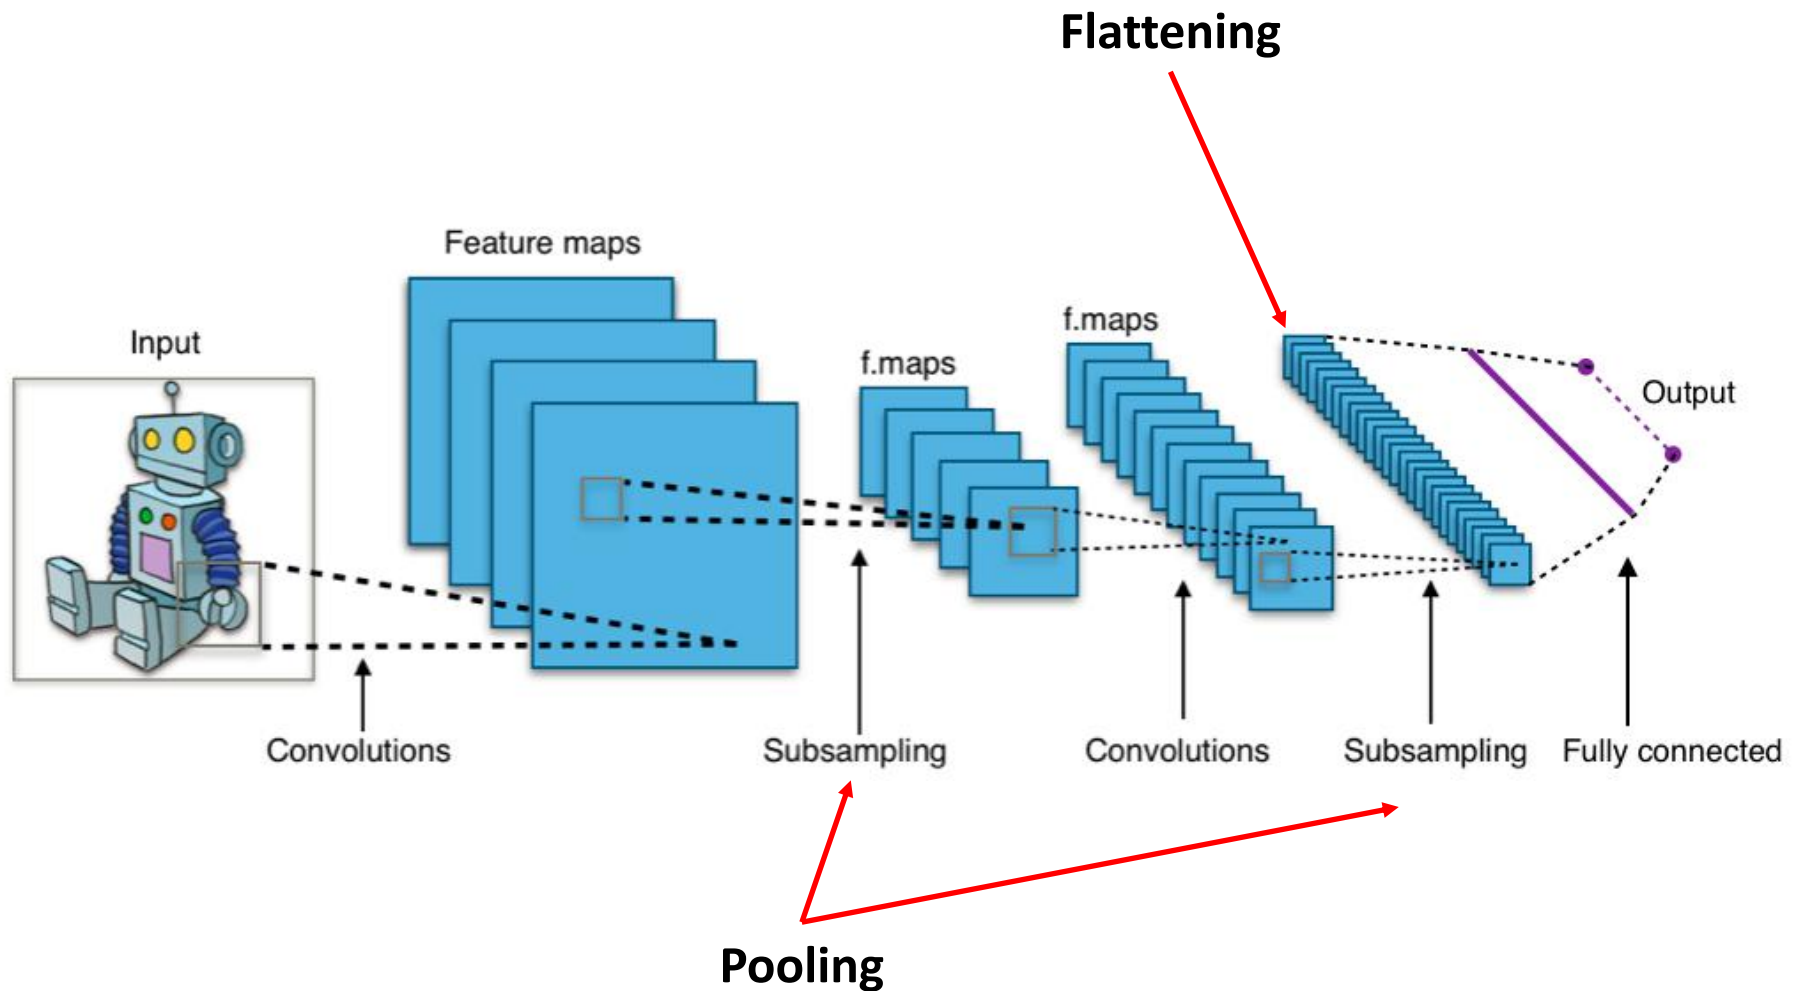 Flattening
Feature maps
f.maps
Input
f.maps
Output
Convolutions
Subsampling
Convolutions
Subsampling
Fully connected
Pooling